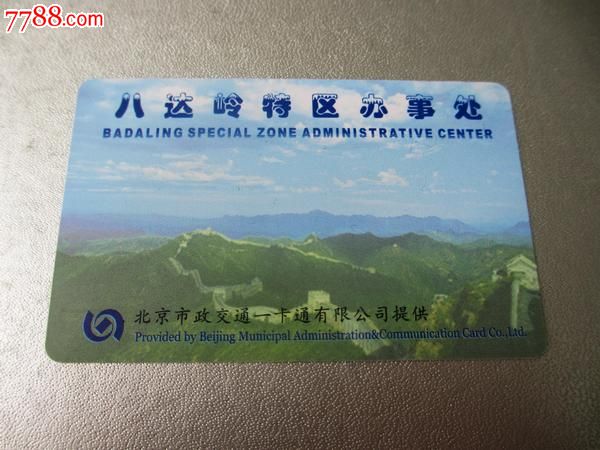 7788.com
八达岭特区办事处
BADALING SPECIAL ZONE ADMINISTRATIVE CENTER
北京市政交通一卡通有限公司提供
Provided by Beijing Municipal Administration&Communication Card Co.,Ltd.